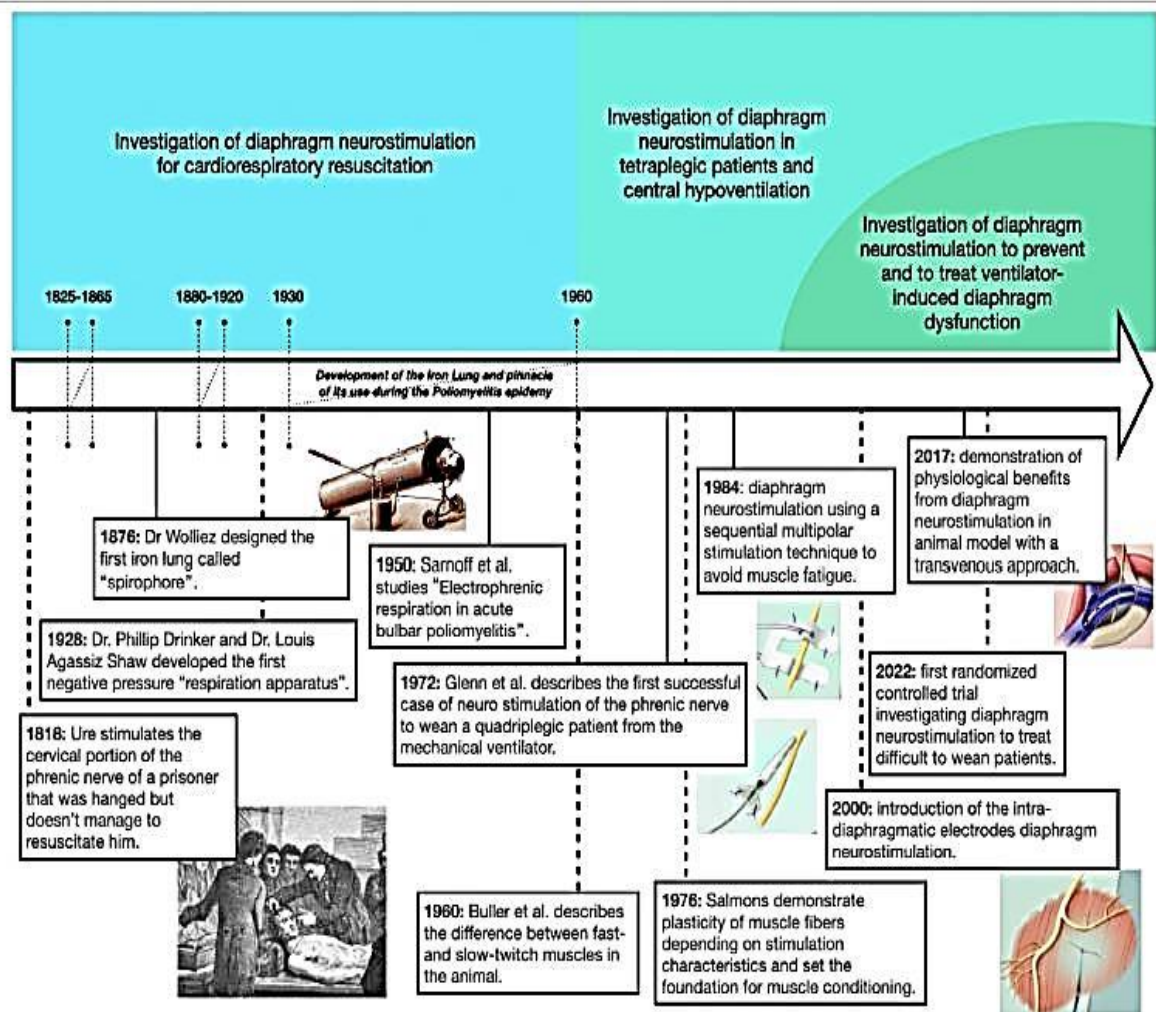 Investigation of diaphragm neurostimulation
for cardiorespiratory resuscitation
Investigation of diaphragm
neurostimulation in
tetraplegic patients and
central hypoventilation
Investigation of diaphragm
neurostimulation to prevent
and to treat ventilator-
induced diaphragm
dysfunction
1825-1865
1880-1920
1930
1960
Development of the Iron Lung and pinnacle
of its use during the Poliomyelitis epidemy
1876: Dr Wolliez designed the
first iron lung called
“spirophore”.
1928: Dr. Phillip Drinker and Dr. Louis
Agassiz Shaw developed the first
negative pressure “respiration apparatus”.
1818: Ure stimulates the
cervical portion of the
phrenic nerve of a prisoner
that was hanged but
doesn't manage to
resuscitate him.
1950: Sarnoff et al,
studies “Electrophrenic
respiration in acute
bulbar poliomyelitis”.
1972: Glenn et al. describes the first successful
case of neuro stimulation of the phrenic nerve
to wean a quadriplegic patient from the
mechanical ventilator.
1960: Buller et al. describes
the difference between fast-
and slow-twitch muscles in
the animal.
1984: diaphragm
neurostimulation using a
sequential multipolar
stimulation technique to
avoid muscle fatigue.
1976: Salmons demonstrate
plasticity of muscle fibers
depending on stimulation
characteristics and set the
foundation for muscle conditioning.
2017: demonstration of
physiological benefits
from diaphragm
neurostimulation in
animal model with a
transvenous approach.
2022: first randomized
controlled trial
investigating diaphragm
neurostimulation to treat
difficult to wean patients.
2000: introduction of the intra-
diaphragmatic electrodes diaphragm
neurostimulation.